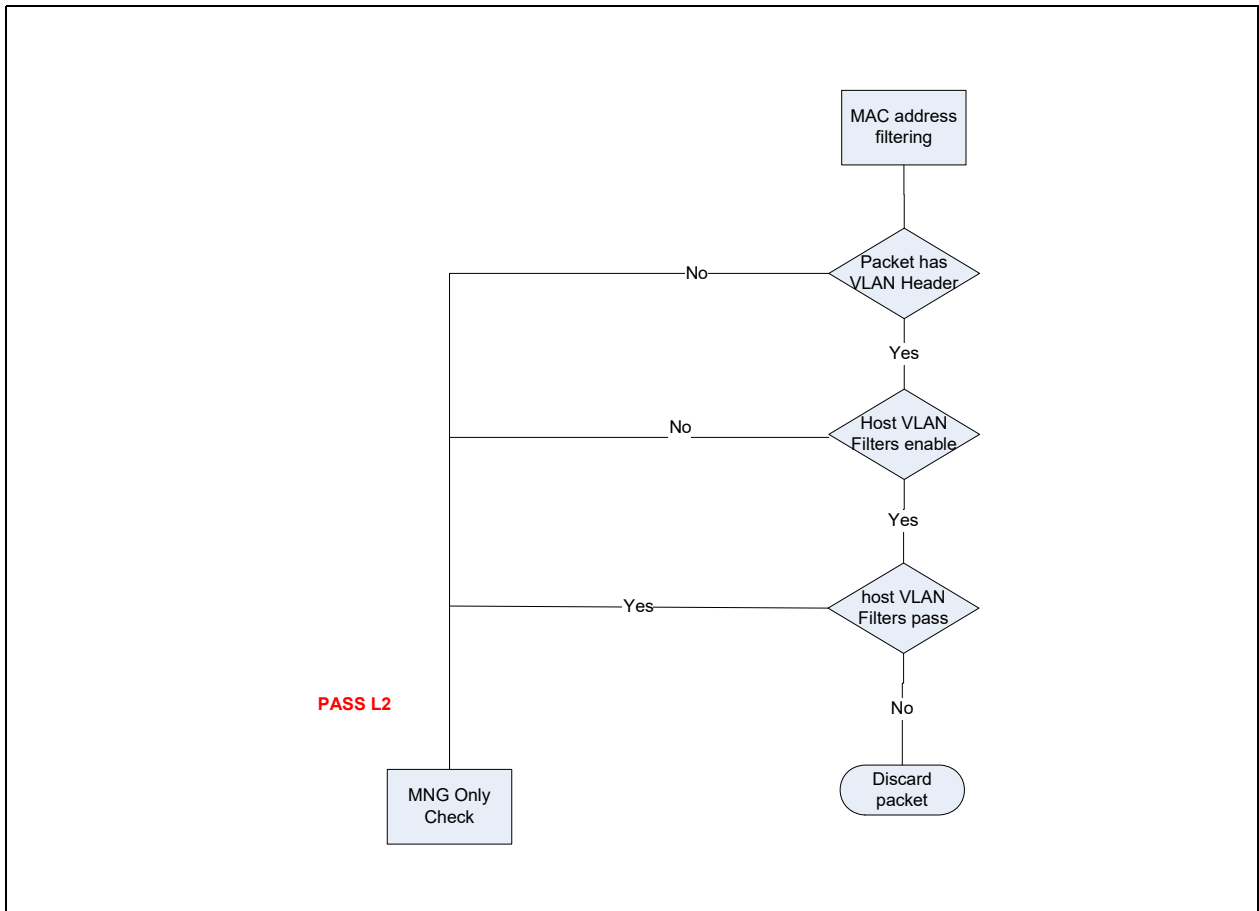 MAC address
filtering
Packet has
VLAN Header
No
Yes
Host VLAN
Filters enable
No
Yes
host VLAN
Filters pass
Yes
PASS L2
No
MNG Only
Check
Discard
packet